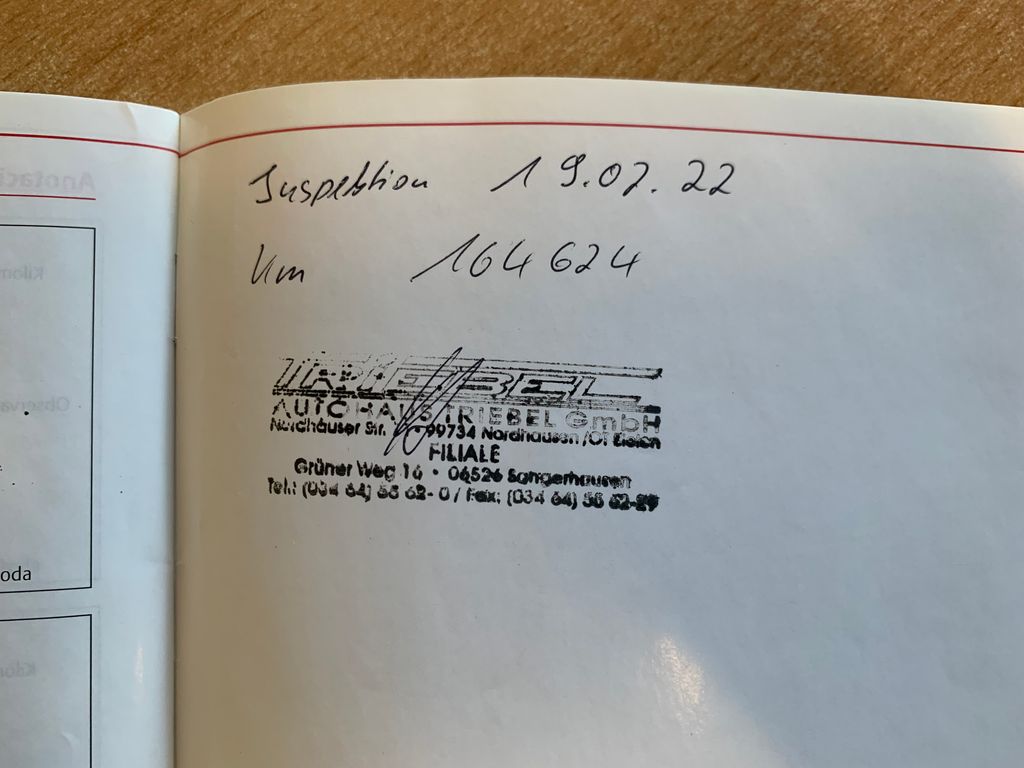 Inspektion 19.07.22
Km 164624
TRIEBEL
AUTOHAUS TRIEBEL GmbH
Nordhäuser Str. 99734 Nordhausen/OT Bielen
FILIALE
Grüner Weg 16 • 06526 Sangerhausen
Tel.: (034 64) 58 62-0 / Fax: (034 64) 58 62-29
oda